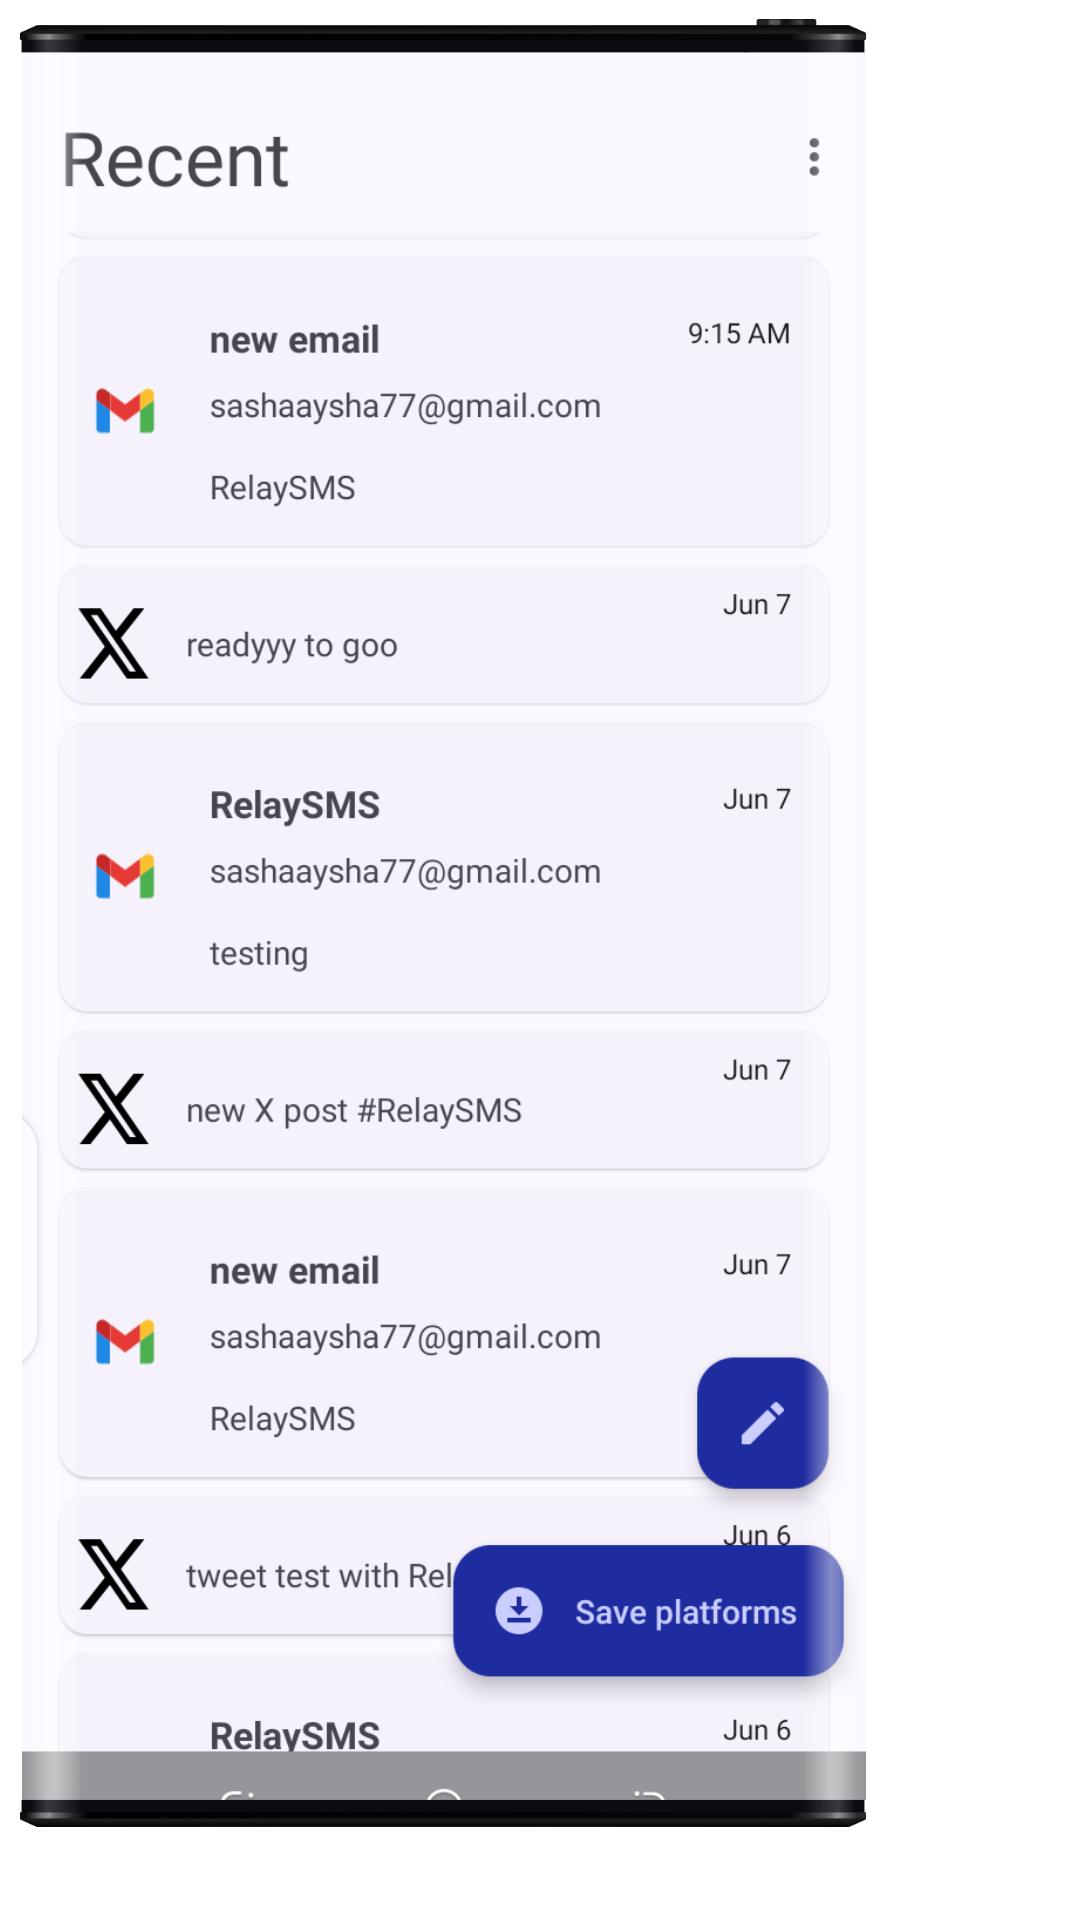 Recent
new email
9:15 AM
sashaaysha77@gmail.com
RelaySMS
Jun 7
readyyy to goo
RelaySMS
Jun 7
sashaaysha77@gmail.com
testing
Jun 7
new X post #RelaySMS
new email
Jun 7
sashaaysha77@gmail.com
RelaySMS
Jun 6
tweet test with Rel
Save platforms
RelaySMS
Jun 6